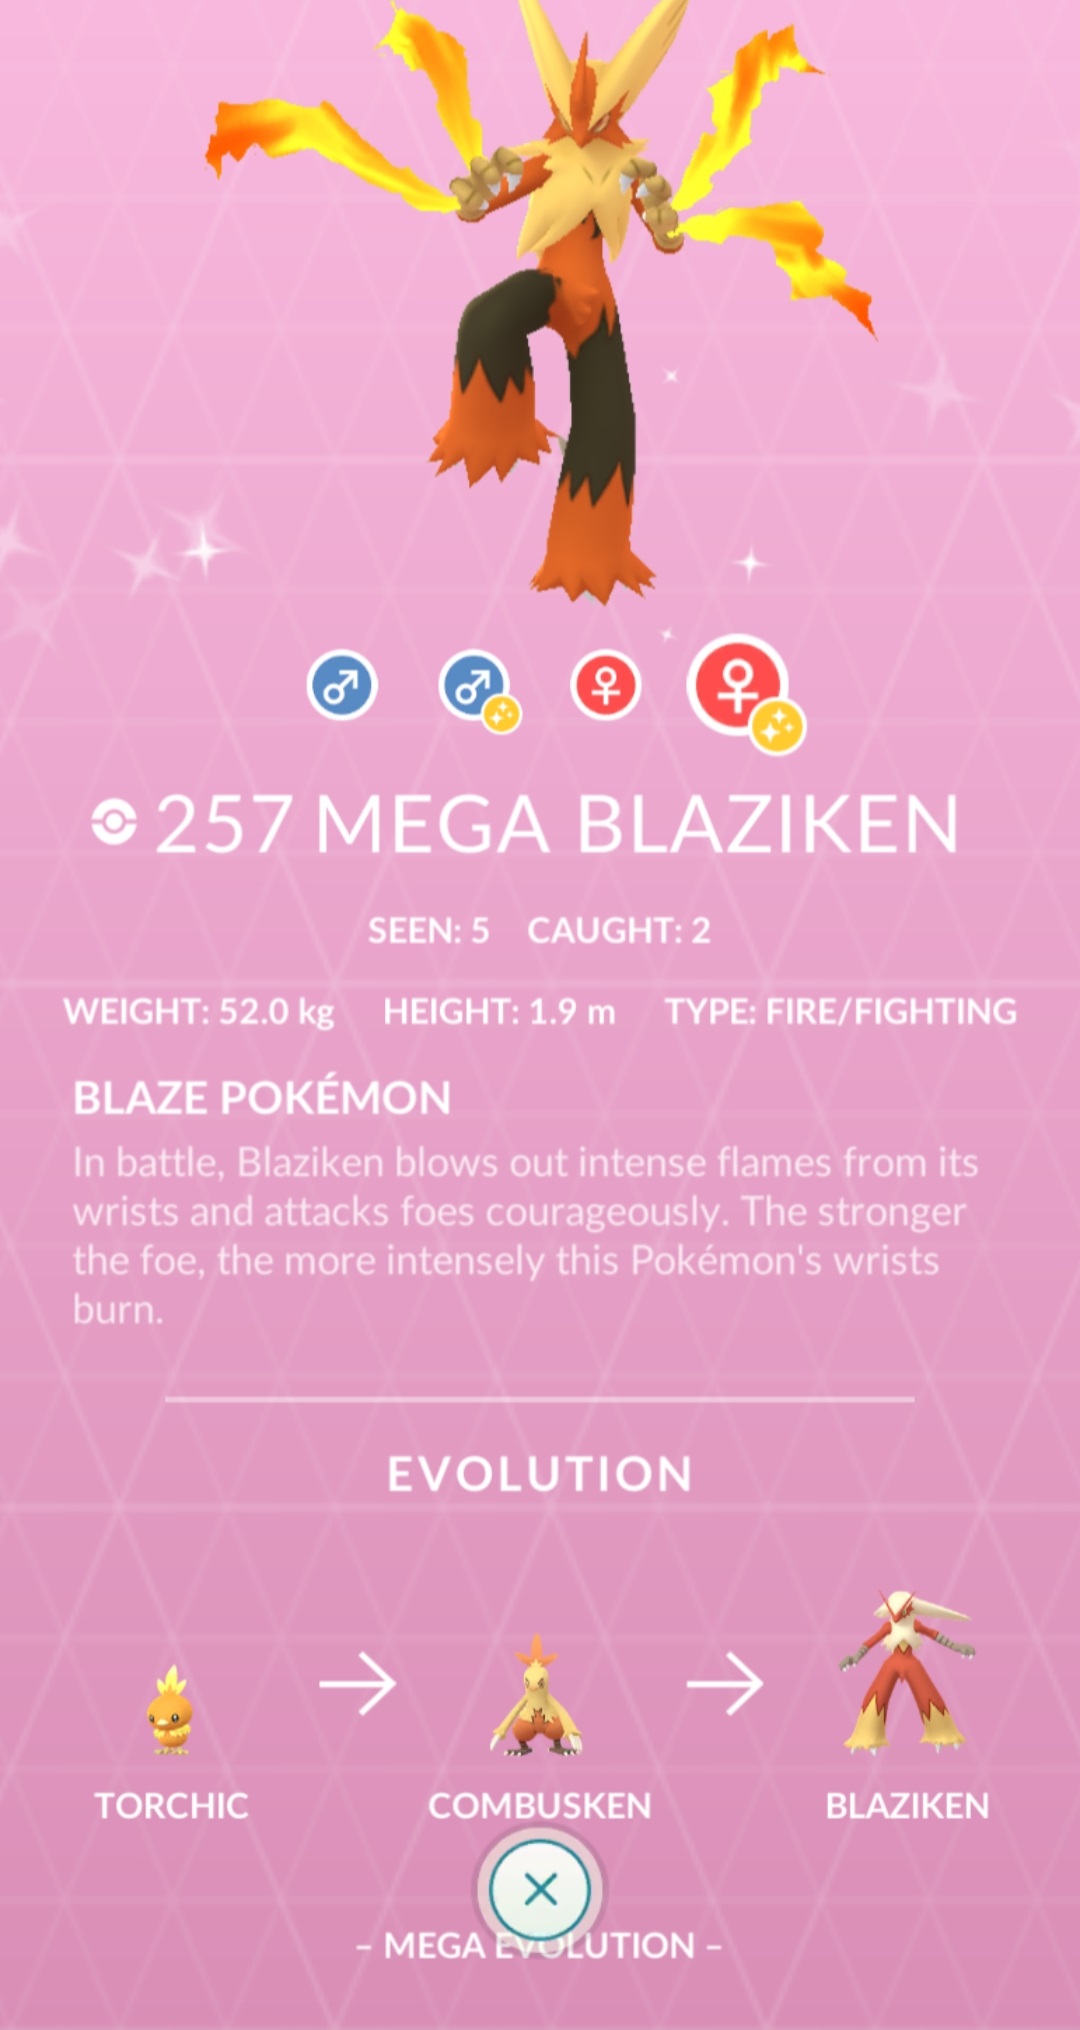 257 MEGA BLAZIKEN
SEEN: 5 CAUGHT: 2
WEIGHT: 52.0 kg HEIGHT: 1.9 m TYPE: FIRE/FIGHTING
BLAZE POKÉMON
In battle, Blaziken blows out intense flames from its
wrists and attacks foes courageously. The stronger
the foe, the more intensely this Pokémon's wrists
burn.
EVOLUTION
TORCHIC COMBUSKEN BLAZIKEN
– MEGA EVOLUTION –